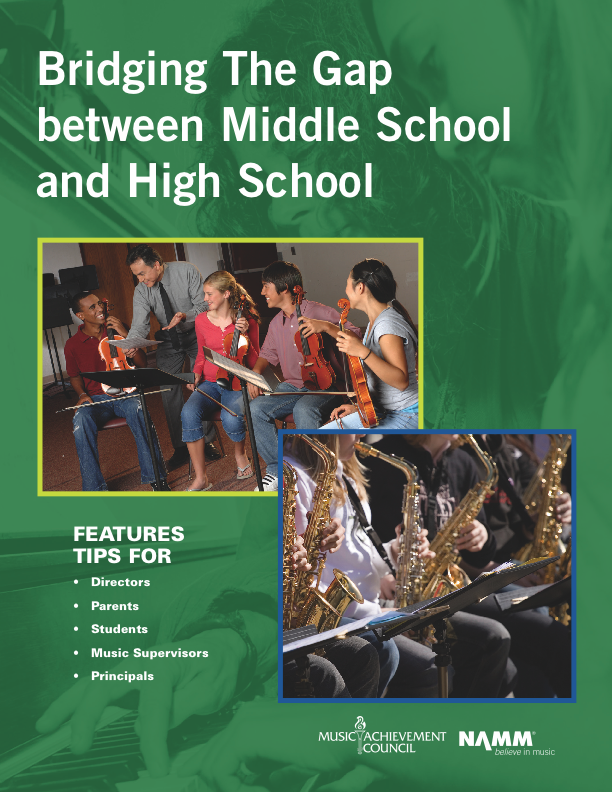 Bridging The Gap
between Middle School
and High School
FEATURES
TIPS FOR
• Directors
• Parents
• Students
• Music Supervisors
• Principals
MUSIC ACHIEVEMENT
COUNCIL
NAMM®
believe in music